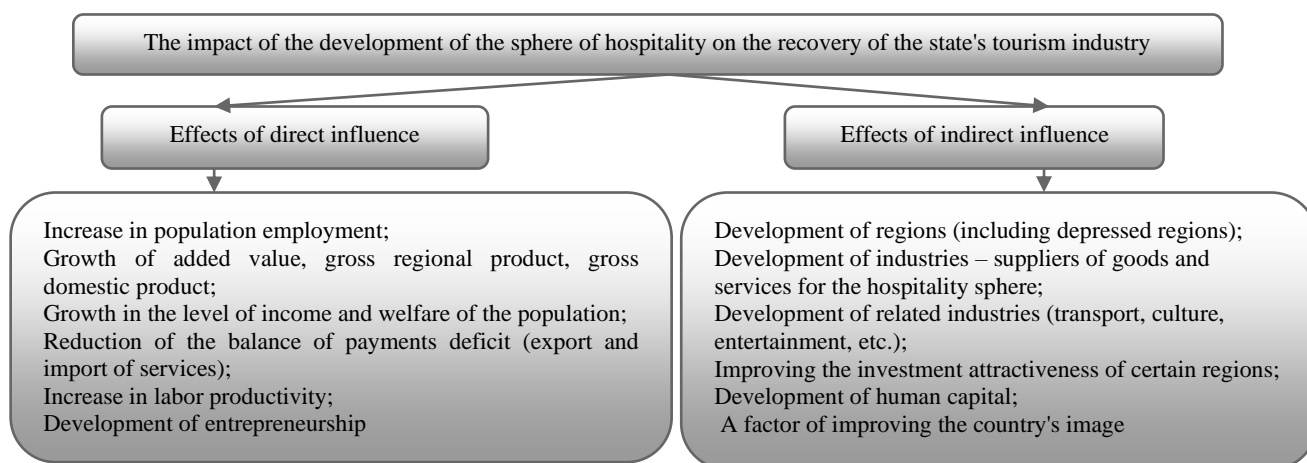 The impact of the development of the sphere of hospitality on the recovery of the state's tourism industry
Effects of direct influence
Effects of indirect influence
Increase in population employment;
Growth of added value, gross regional product, gross
domestic product;
Growth in the level of income and welfare of the population;
Reduction of the balance of payments deficit (export and
import of services);
Increase in labor productivity;
Development of entrepreneurship
Development of regions (including depressed regions);
Development of industries – suppliers of goods and
services for the hospitality sphere;
Development of related industries (transport, culture,
entertainment, etc.);
Improving the investment attractiveness of certain regions;
Development of human capital;
A factor of improving the country's image